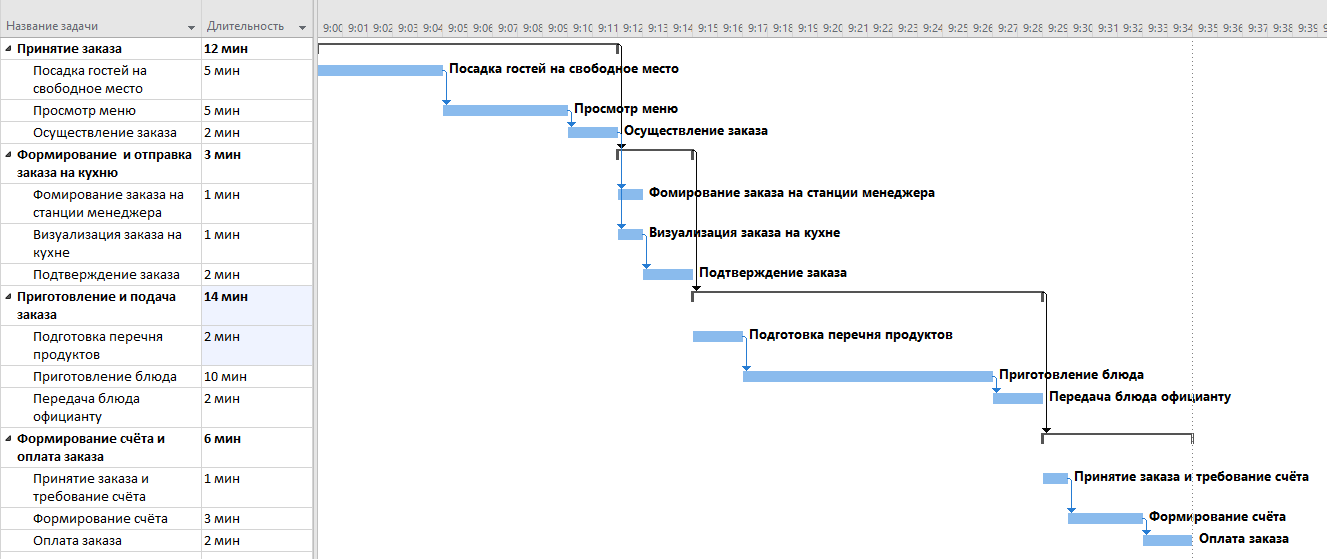 Название задачи Длительность 9:00 9:01 9:02 9:03 9:04 9:05 9:06 9:07 9:08 9:09 9:10 9:11 9:12 9:13 9:14 9:15 9:16 9:17 9:18 9:19 9:20 9:21 9:22 9:23 9:24 9:25 9:26 9:27 9:28 9:29 9:30 9:31 9:32 9:33 9:34 9:35 9:36 9:37 9:38 9:39
Принятие заказа 12 мин
Посадка гостей на 5 мин Посадка гостей на свободное место
свободное место
Просмотр меню 5 мин Просмотр меню
Осуществление заказа 2 мин Осуществление заказа
Формирование и отправка 3 мин
заказа на кухню
Фомирование заказа на 1 мин Фомирование заказа на станции менеджера
станции менеджера
Визуализация заказа на 1 мин Визуализация заказа на кухне
кухне
Подтверждение заказа 2 мин Подтверждение заказа
Приготовление и подача 14 мин
заказа
Подготовка перечня 2 мин Подготовка перечня продуктов
продуктов
Приготовление блюда 10 мин Приготовление блюда
Передача блюда 2 мин Передача блюда официанту
официанту
Формирование счёта и 6 мин
оплата заказа
Принятие заказа и 1 мин Принятие заказа и требование счёта
требование счёта
Формирование счёта 3 мин Формирование счёта
Оплата заказа 2 мин Оплата заказа